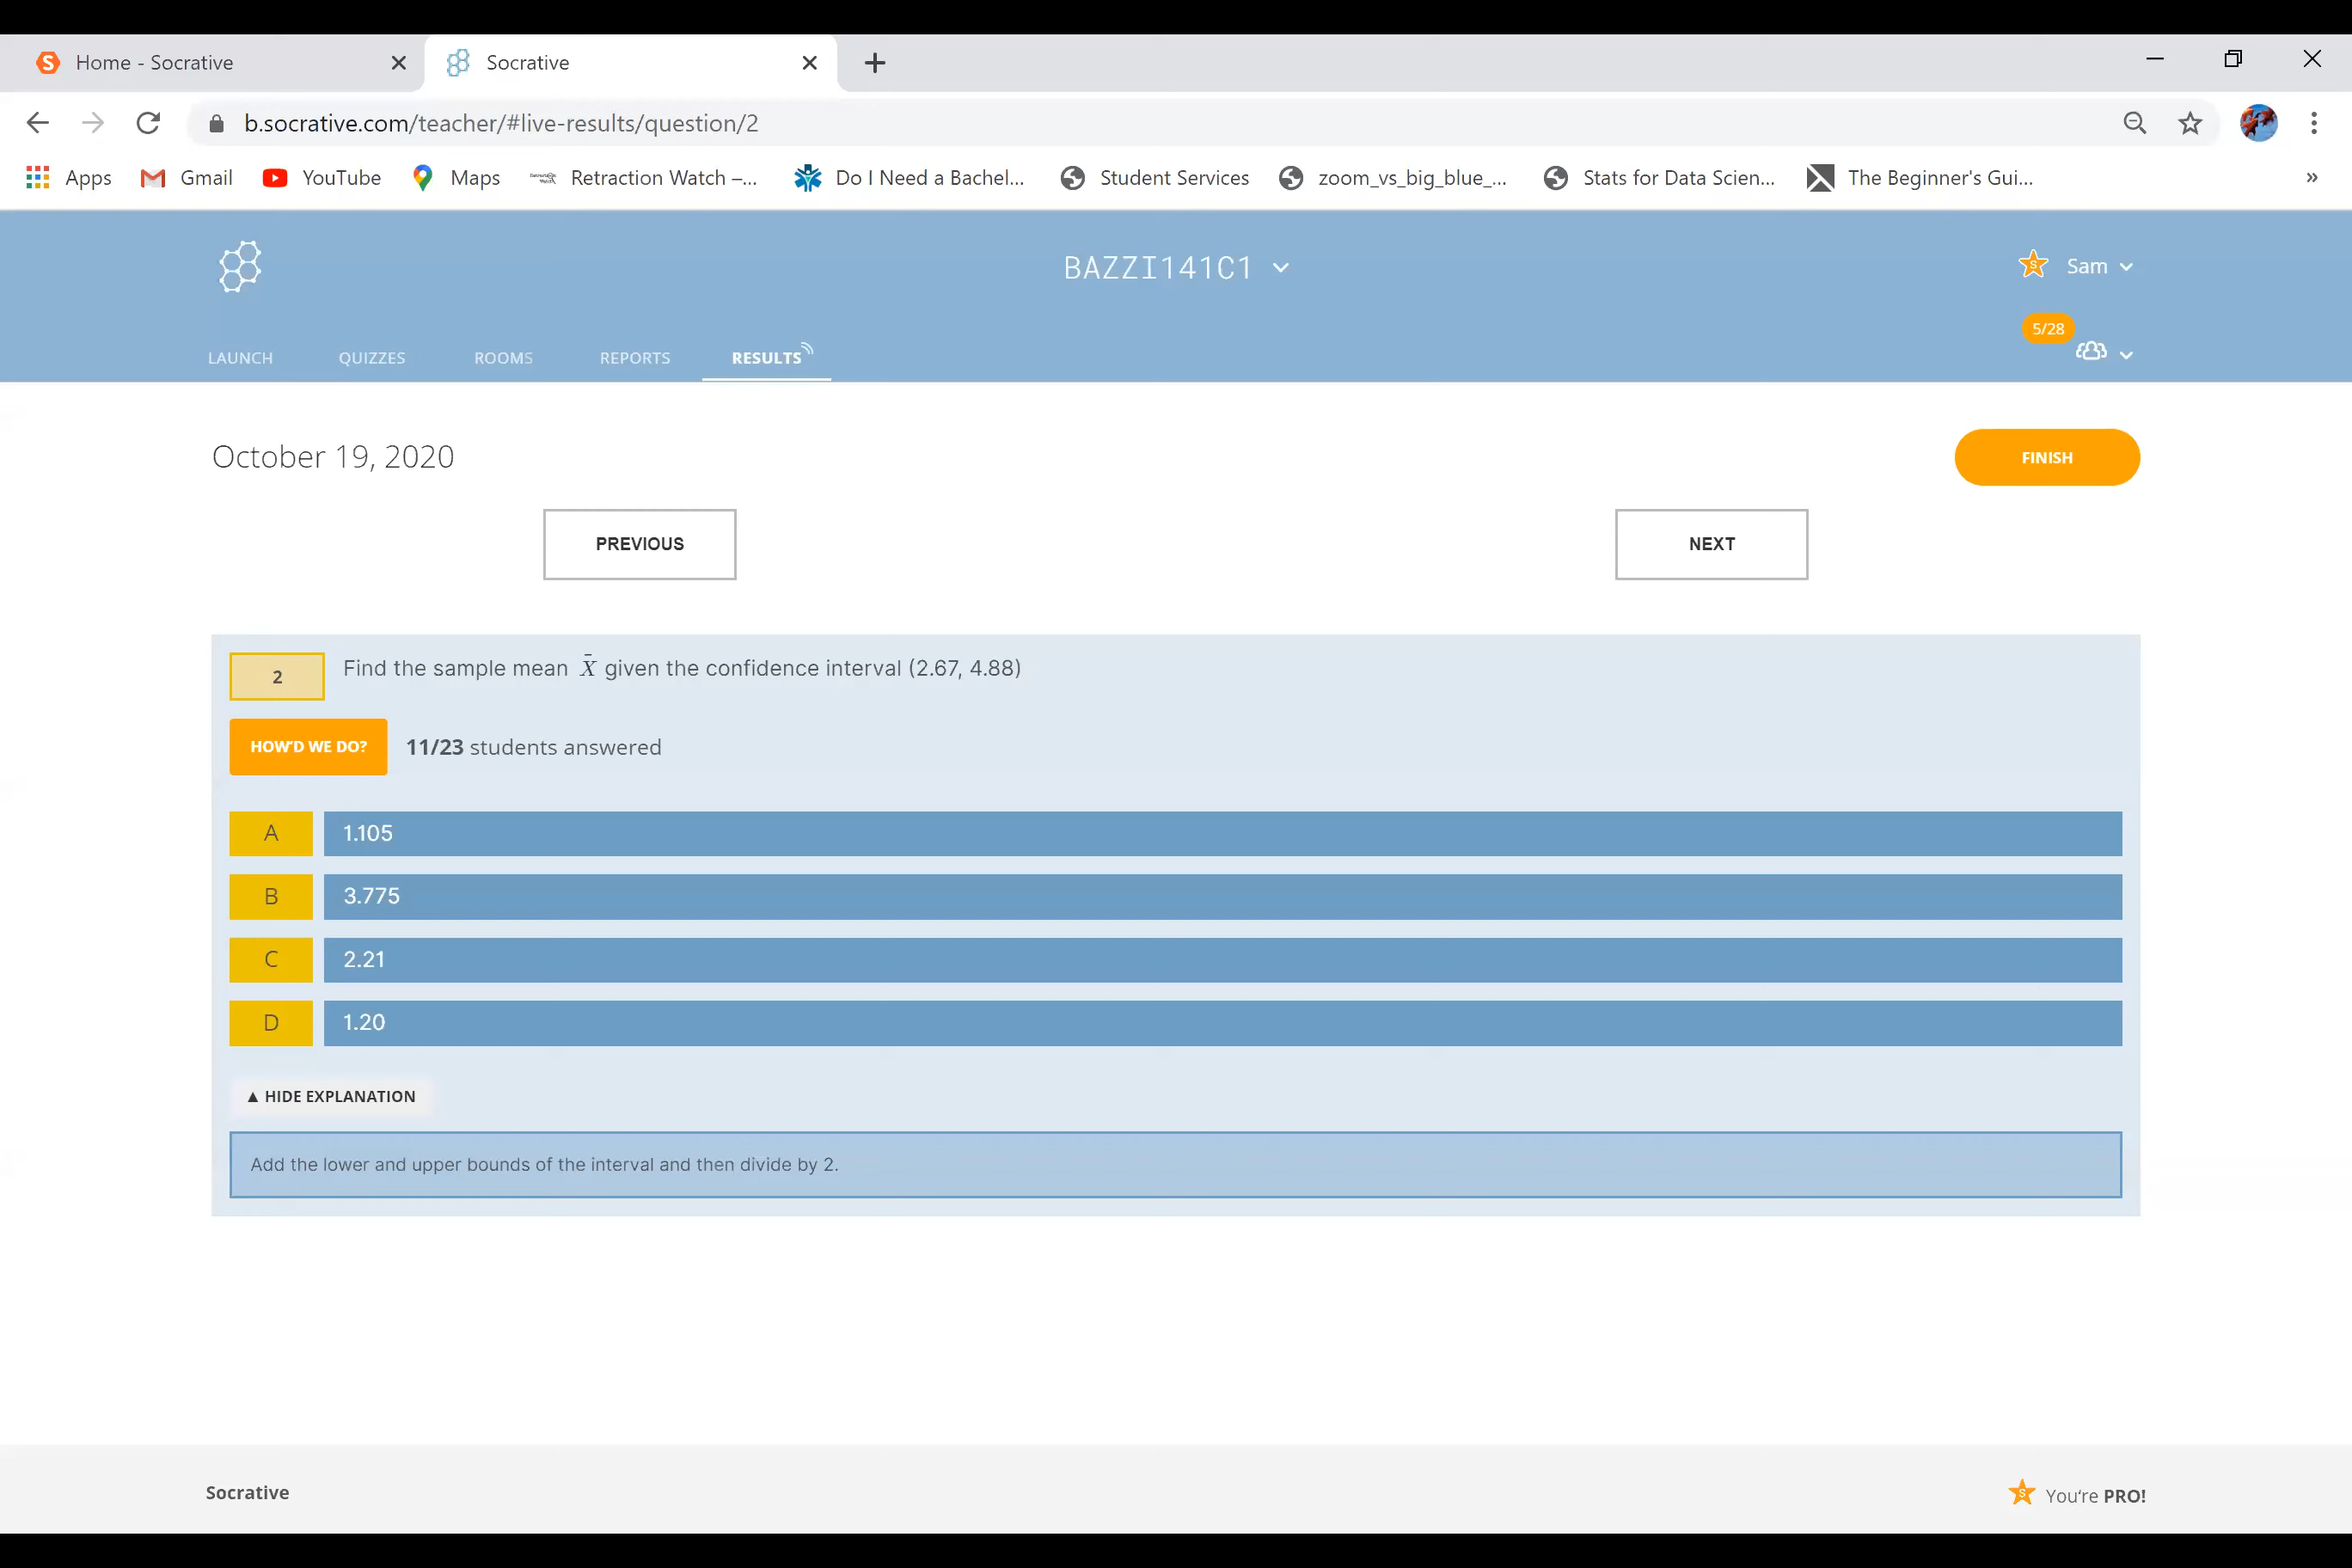 Home - Socrative
Socrative
b.socrative.com/teacher/#live-results/question/2
Apps Gmail YouTube Maps Retraction Watch –... Do I Need a Bachel... Student Services zoom_vs_big_blue_... Stats for Data Scien... The Beginner's Gui... »
BAZZI141C1
Sam
5/28
LAUNCH QUIZZES ROOMS REPORTS RESULTS
October 19, 2020
FINISH
PREVIOUS NEXT
2 Find the sample mean X̄ given the confidence interval (2.67, 4.88)
HOW'D WE DO? 11/23 students answered
A 1.105
B 3.775
C 2.21
D 1.20
▲ HIDE EXPLANATION
Add the lower and upper bounds of the interval and then divide by 2.
Socrative You're PRO!